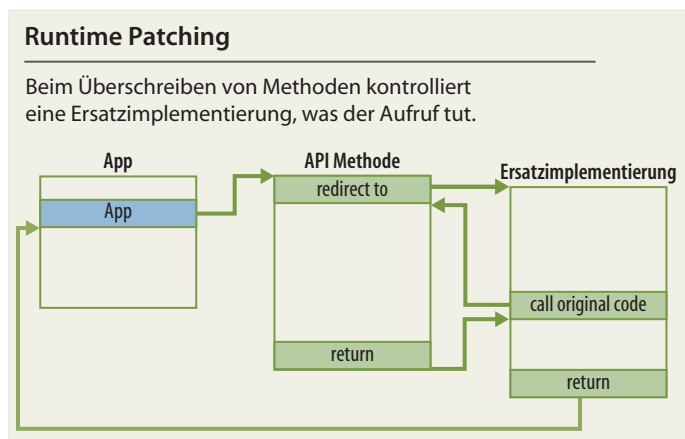 Runtime Patching
Beim Überschreiben von Methoden kontrolliert
eine Ersatzimplementierung, was der Aufruf tut.
App
API Methode
Ersatzimplementierung
App
redirect to
call original code
return
return